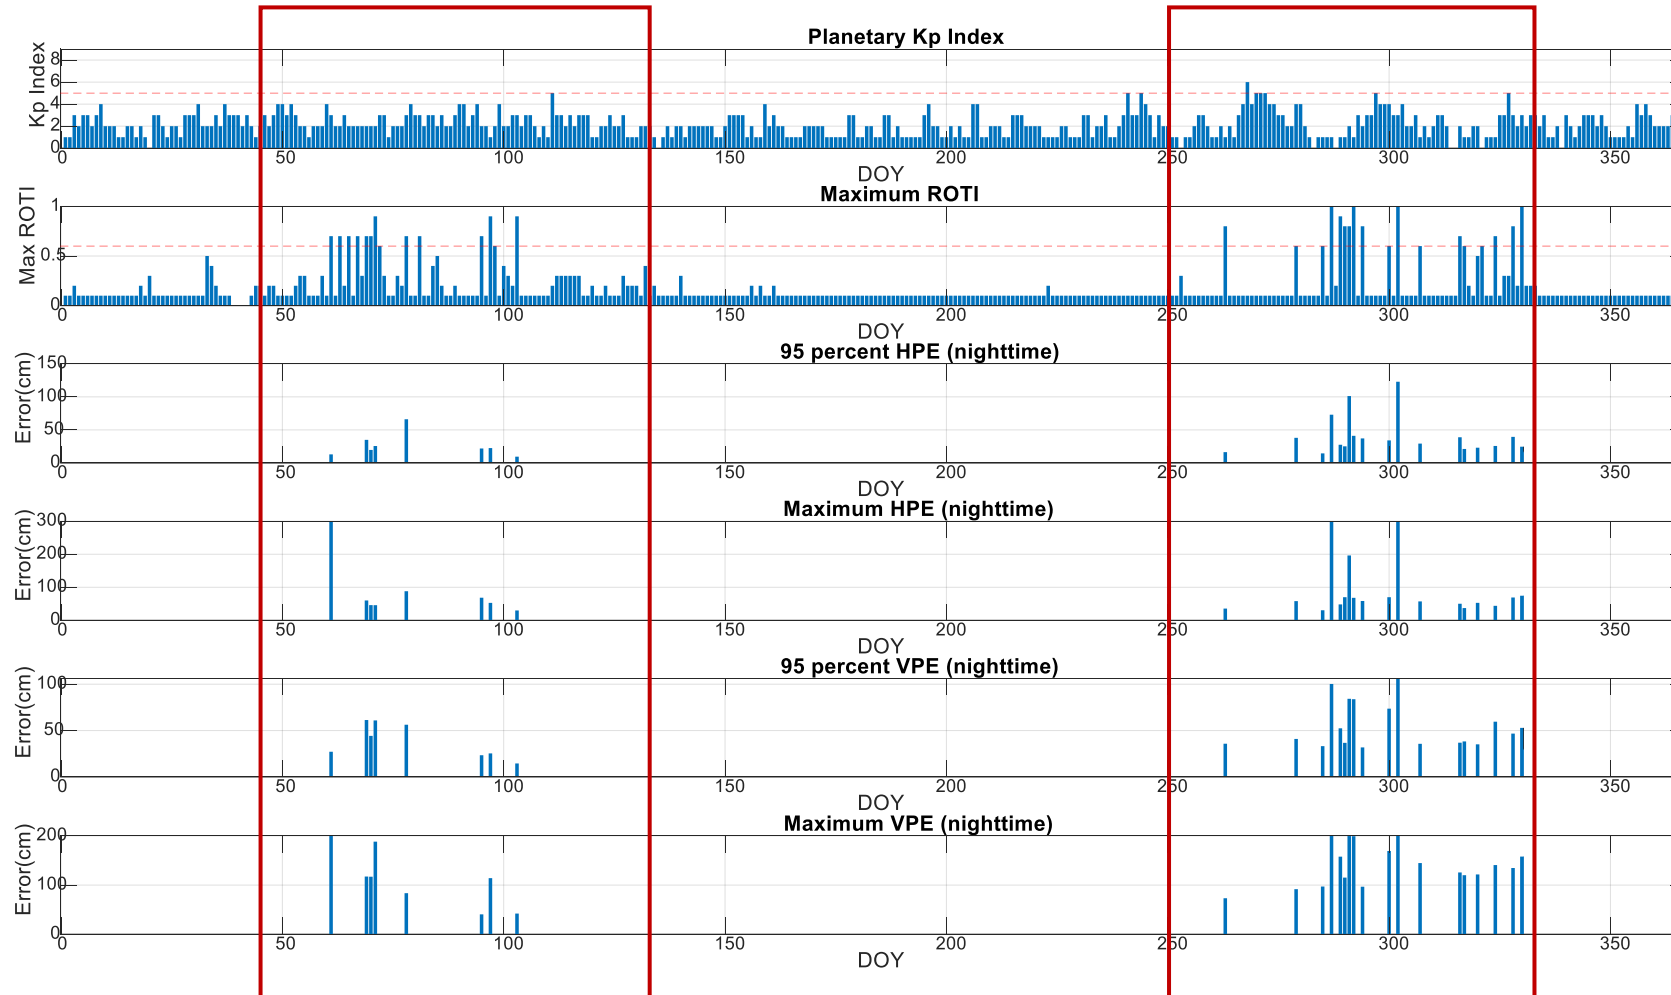 Planetary Kp Index
Kp Index
8
6
4
2
0
0 50 100 150 200 250 300 350
DOY
Maximum ROTI
Max ROTI
1
0.5
0
0 50 100 150 200 250 300 350
DOY
95 percent HPE (nighttime)
Error(cm)
150
100
50
0
0 50 100 150 200 250 300 350
DOY
Maximum HPE (nighttime)
Error(cm)
300
200
100
0
0 50 100 150 200 250 300 350
DOY
95 percent VPE (nighttime)
Error(cm)
100
50
0
0 50 100 150 200 250 300 350
DOY
Maximum VPE (nighttime)
Error(cm)
200
100
0
0 50 100 150 200 250 300 350
DOY